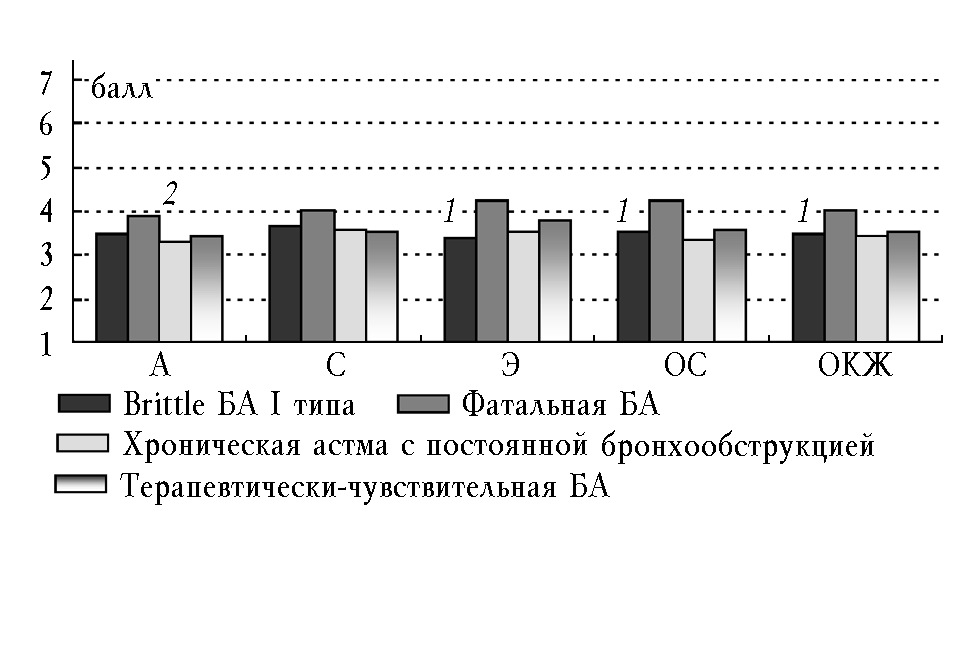 7
балл
6
5
2
4 1 1 1
3
2
1
А С Э ОС ОКЖ
Brittle БА I типа Фатальная БА
Хроническая астма с постоянной бронхообструкцией
Терапевтически-чувствительная БА